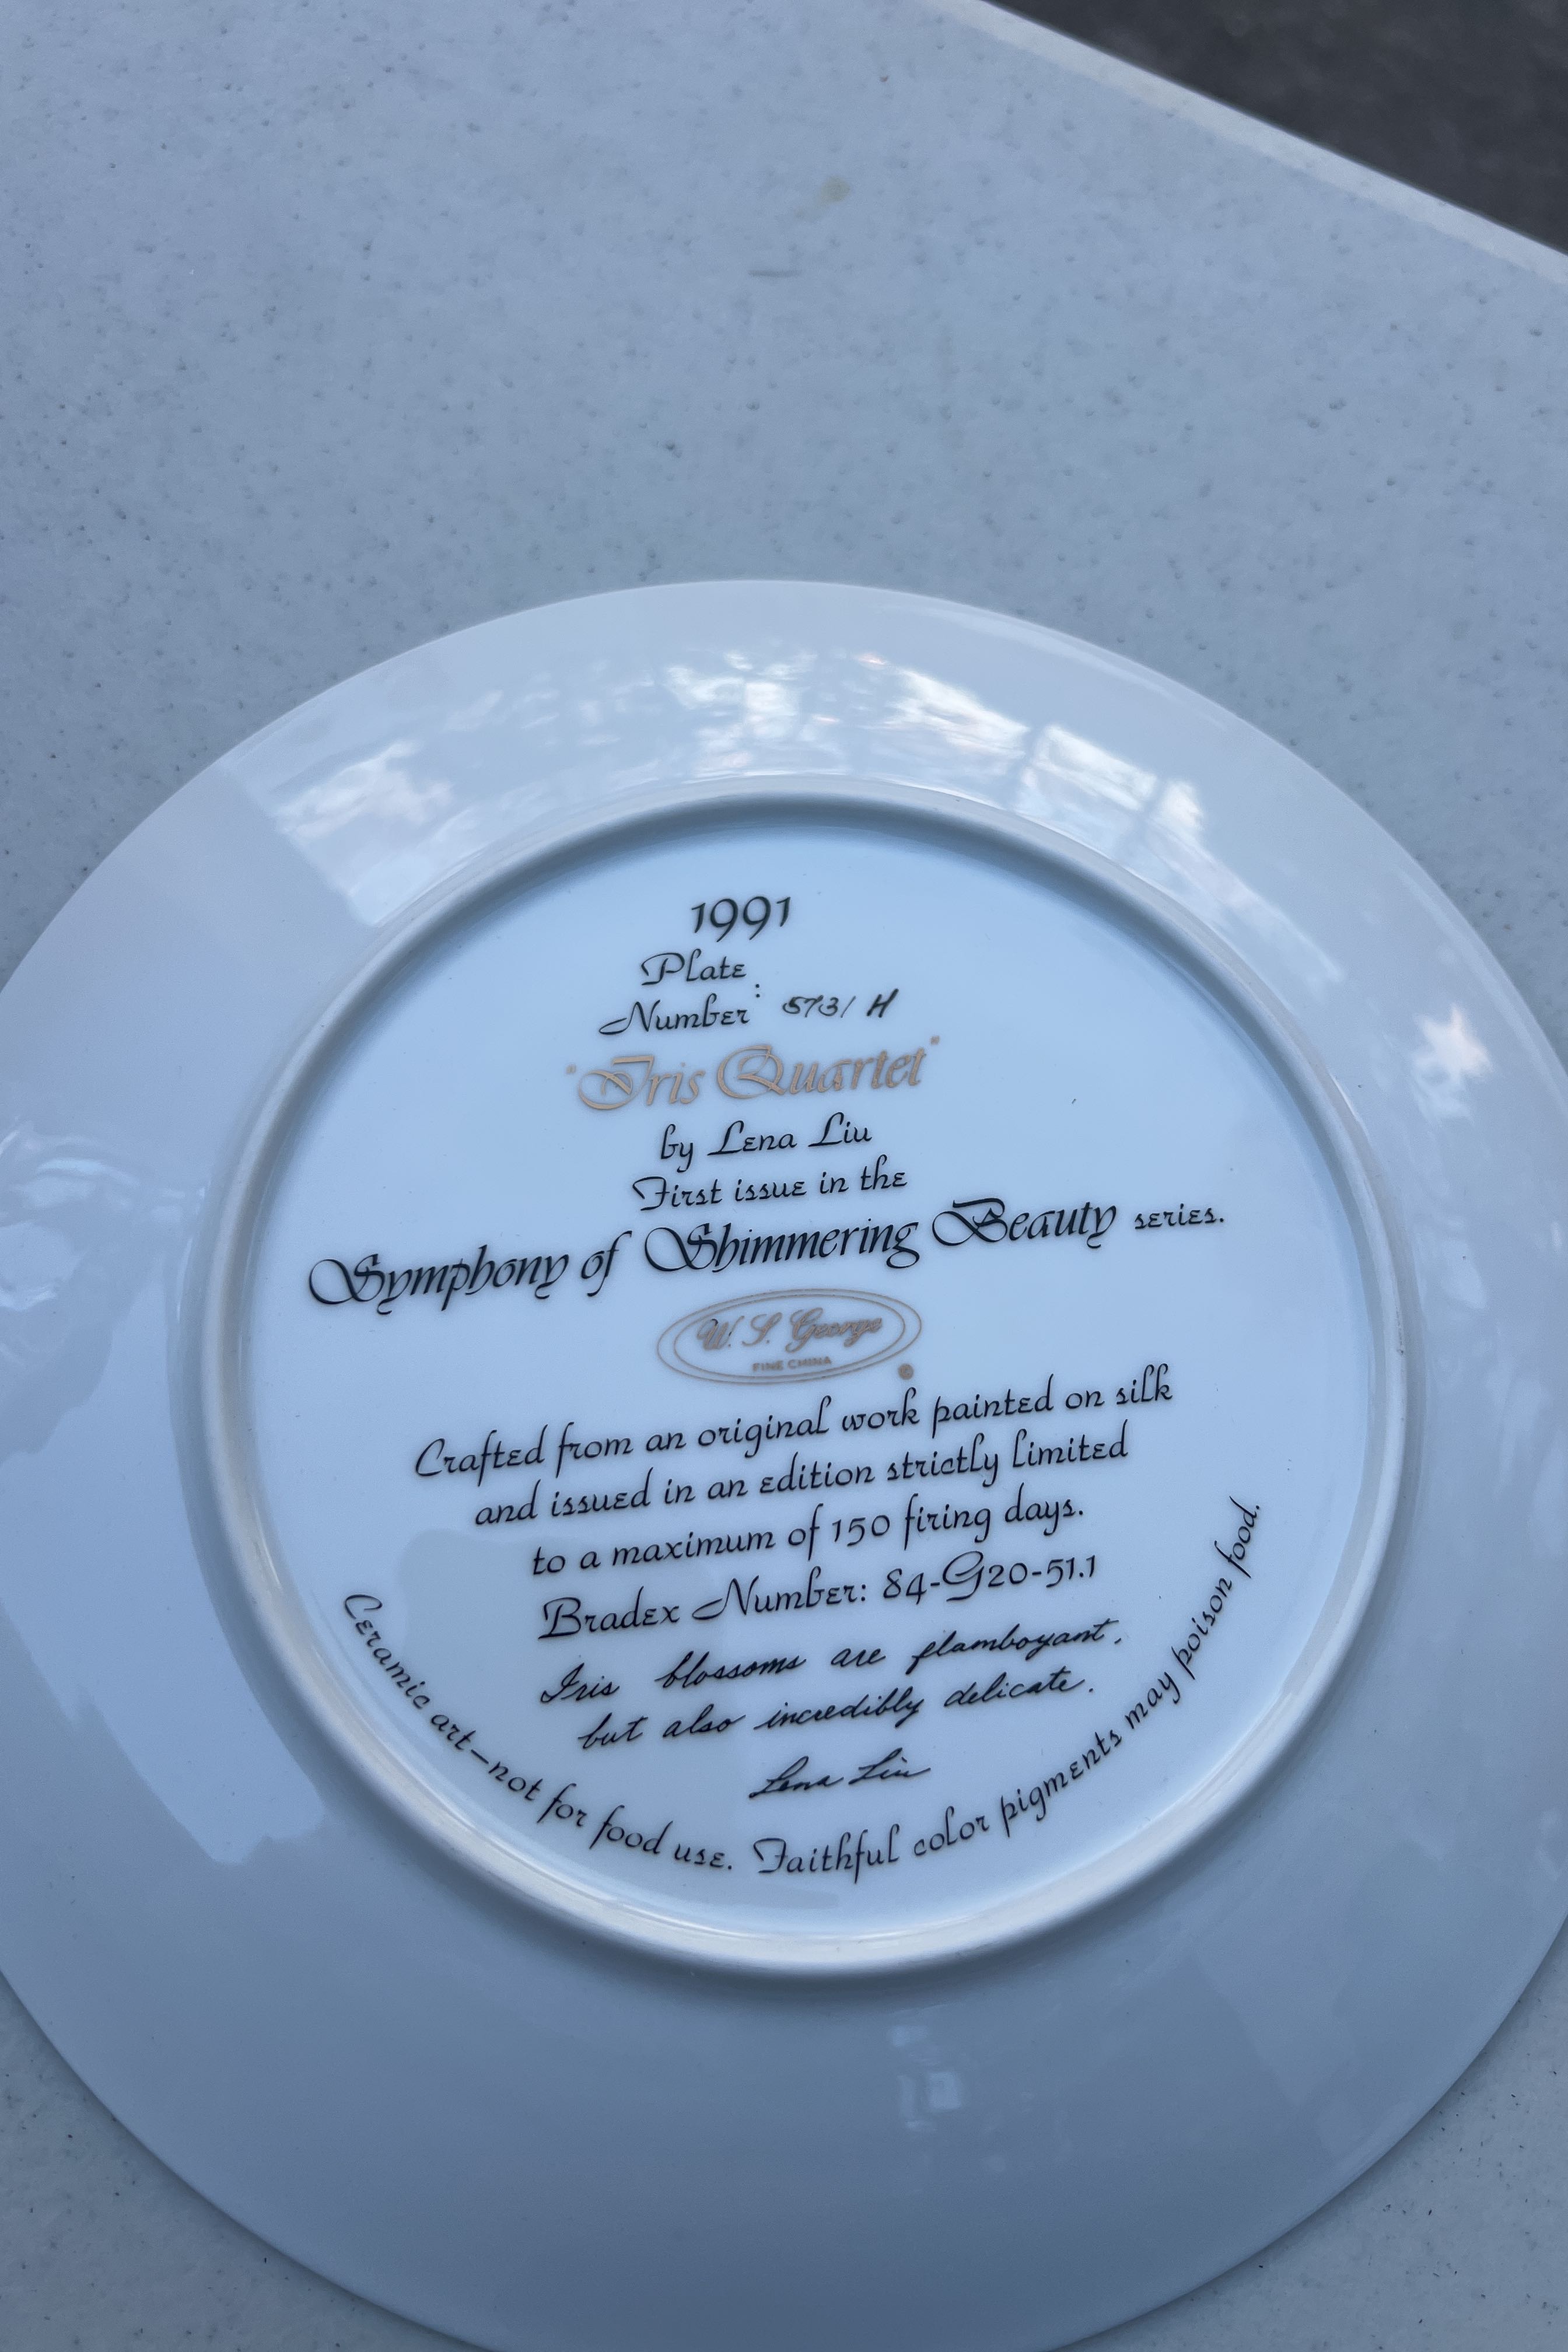 1991
Plate
Number: 5731 H
"Iris Quartet"
by Lena Liu
First issue in the
Symphony of Shimmering Beauty series.
W. S. George
FINE CHINA
®
Crafted from an original work painted on silk
and issued in an edition strictly limited
to a maximum of 150 firing days.
Bradex Number: 84-G20-51.1
Iris blossoms are flamboyant,
but also incredibly delicate.
Lena Liu
Ceramic art—not for food use. Faithful color pigments may poison food.